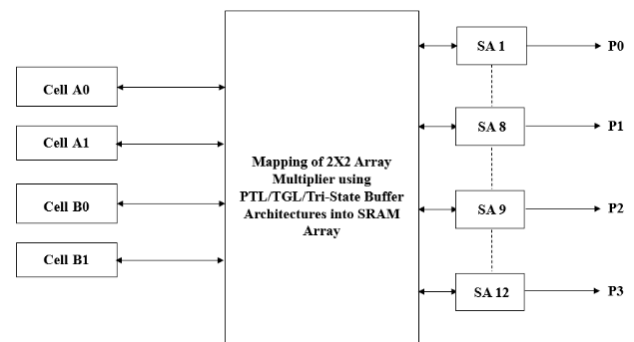 Cell A0
Cell A1
Cell B0
Cell B1
Mapping of 2X2 Array
Multiplier using
PTL/TGL/Tri-State Buffer
Architectures into SRAM
Array
SA 1
P0
SA 8
P1
SA 9
P2
SA 12
P3